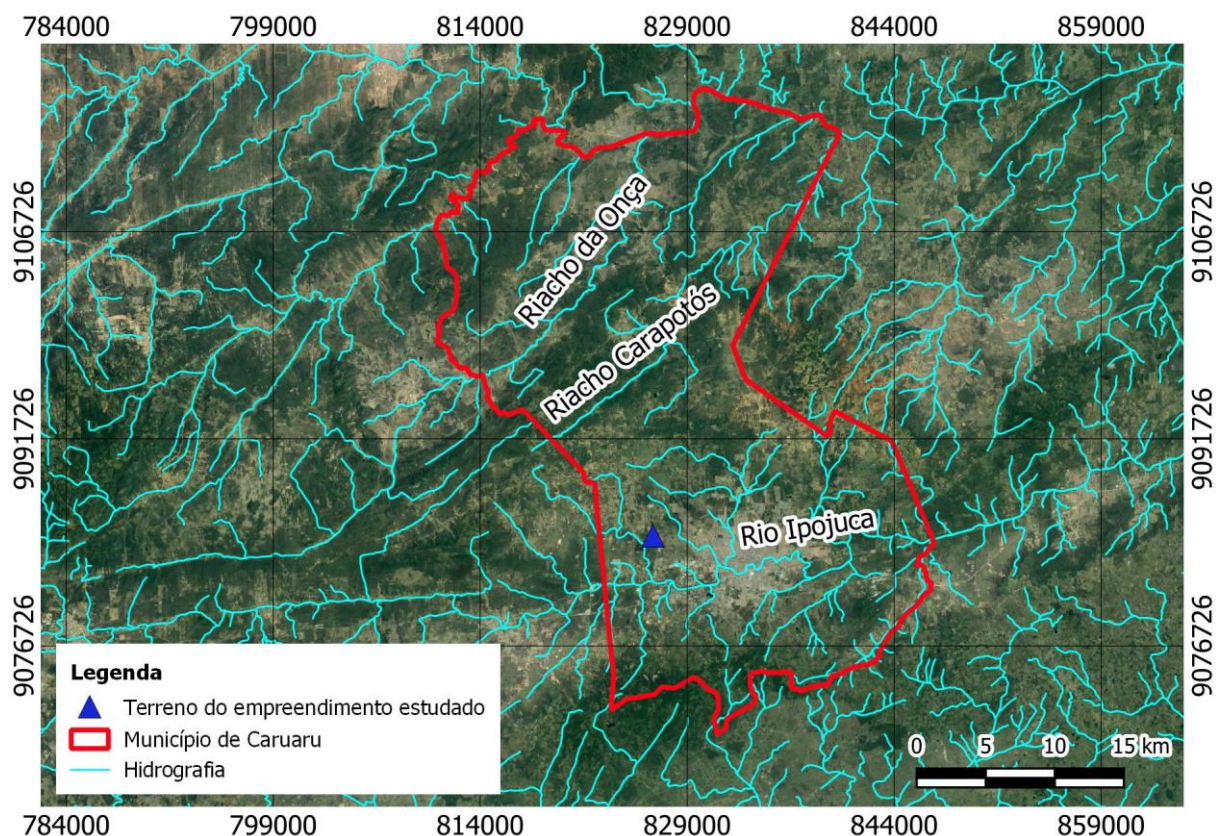 784000 799000 814000 829000 844000 859000
9106726 9106726
Riacho da Onça
Riacho Carapotós
9091726 9091726
Rio Ipojuca
9076726 9076726
Legenda
Terreno do empreendimento estudado
Município de Caruaru
Hidrografia
0 5 10 15 km
784000 799000 814000 829000 844000 859000